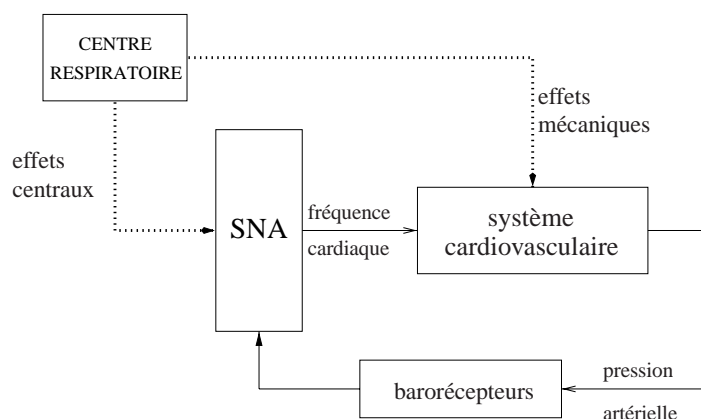 CENTRE
RESPIRATOIRE
effets
mécaniques
effets
centraux
SNA
fréquence
cardiaque
système
cardiovasculaire
barorécepteurs
pression
artérielle